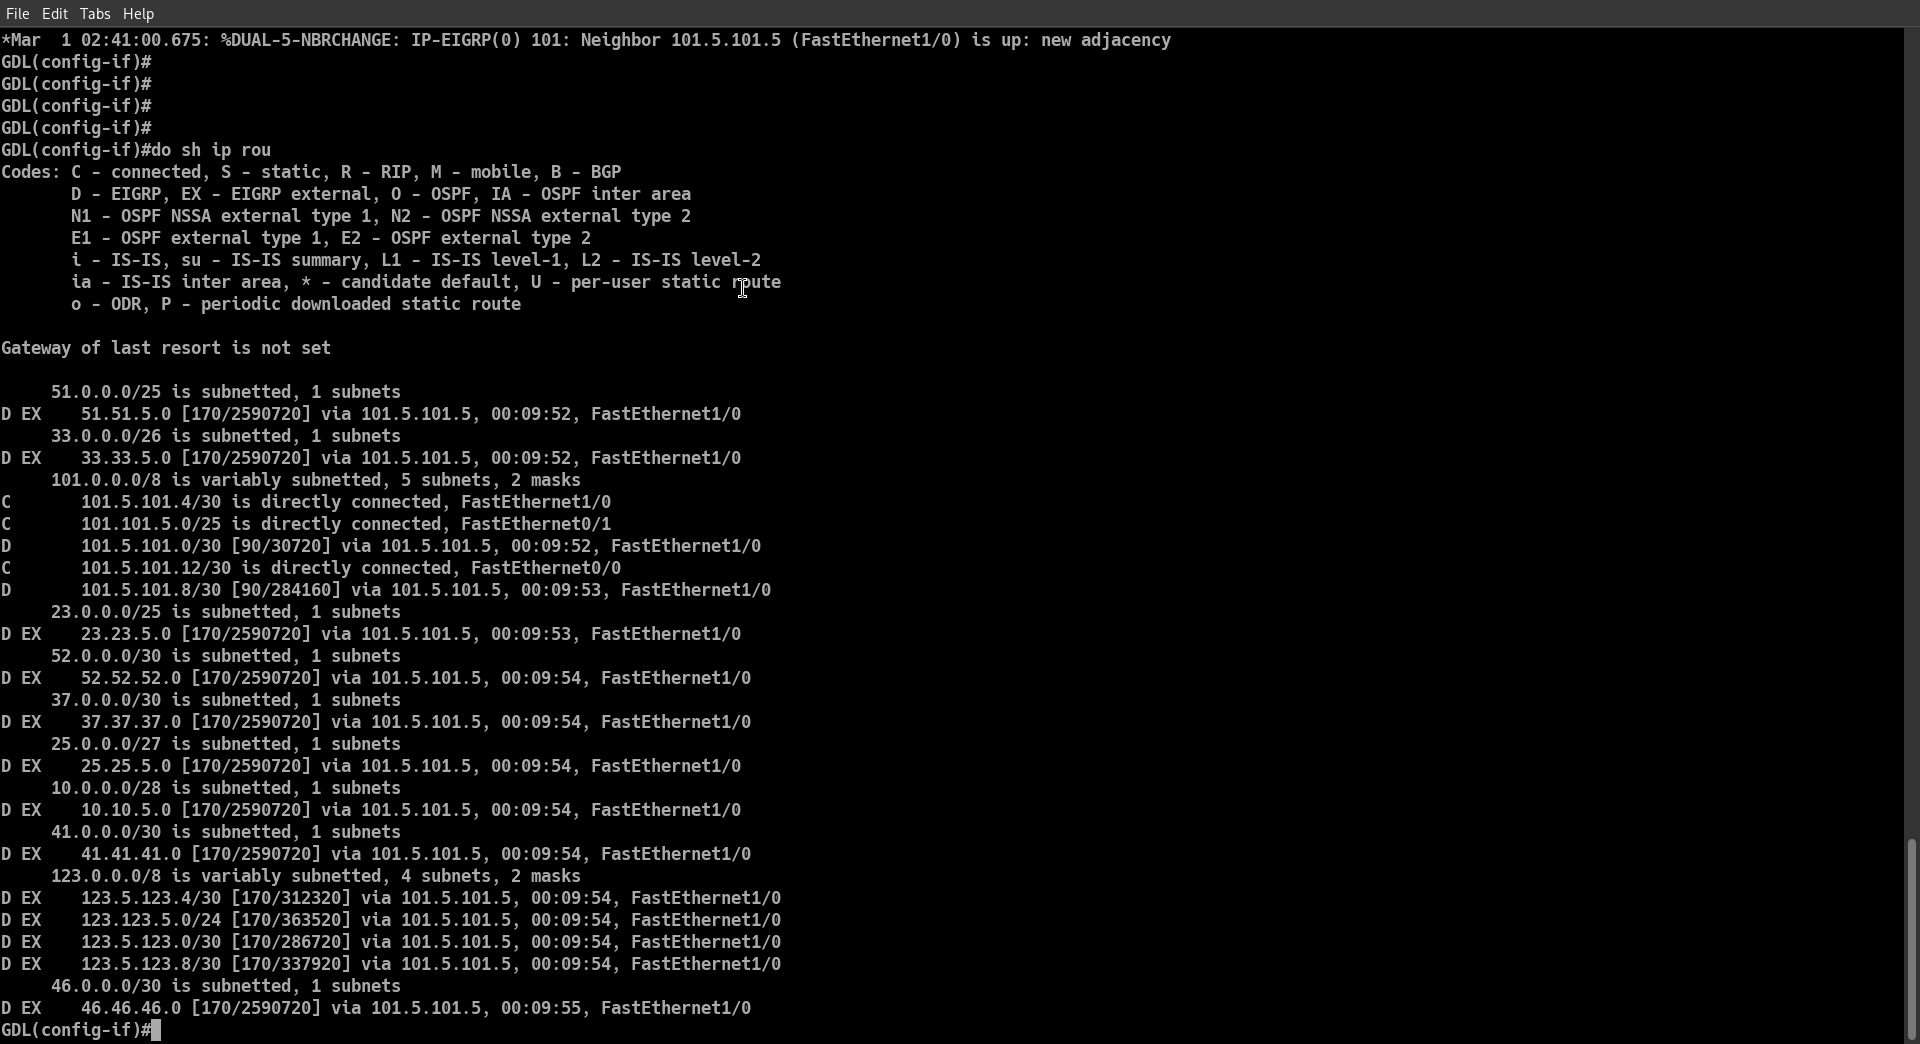 File Edit Tabs Help
*Mar  1 02:41:00.675: %DUAL-5-NBRCHANGE: IP-EIGRP(0) 101: Neighbor 101.5.101.5 (FastEthernet1/0) is up: new adjacency
GDL(config-if)#
GDL(config-if)#
GDL(config-if)#
GDL(config-if)#
GDL(config-if)#do sh ip rou
Codes: C - connected, S - static, R - RIP, M - mobile, B - BGP
       D - EIGRP, EX - EIGRP external, O - OSPF, IA - OSPF inter area
       N1 - OSPF NSSA external type 1, N2 - OSPF NSSA external type 2
       E1 - OSPF external type 1, E2 - OSPF external type 2
       i - IS-IS, su - IS-IS summary, L1 - IS-IS level-1, L2 - IS-IS level-2
       ia - IS-IS inter area, * - candidate default, U - per-user static route
       o - ODR, P - periodic downloaded static route
Gateway of last resort is not set
     51.0.0.0/25 is subnetted, 1 subnets
D EX    51.51.5.0 [170/2590720] via 101.5.101.5, 00:09:52, FastEthernet1/0
     33.0.0.0/26 is subnetted, 1 subnets
D EX    33.33.5.0 [170/2590720] via 101.5.101.5, 00:09:52, FastEthernet1/0
     101.0.0.0/8 is variably subnetted, 5 subnets, 2 masks
C       101.5.101.4/30 is directly connected, FastEthernet1/0
C       101.101.5.0/25 is directly connected, FastEthernet0/1
D       101.5.101.0/30 [90/30720] via 101.5.101.5, 00:09:52, FastEthernet1/0
C       101.5.101.12/30 is directly connected, FastEthernet0/0
D       101.5.101.8/30 [90/284160] via 101.5.101.5, 00:09:53, FastEthernet1/0
     23.0.0.0/25 is subnetted, 1 subnets
D EX    23.23.5.0 [170/2590720] via 101.5.101.5, 00:09:53, FastEthernet1/0
     52.0.0.0/30 is subnetted, 1 subnets
D EX    52.52.52.0 [170/2590720] via 101.5.101.5, 00:09:54, FastEthernet1/0
     37.0.0.0/30 is subnetted, 1 subnets
D EX    37.37.37.0 [170/2590720] via 101.5.101.5, 00:09:54, FastEthernet1/0
     25.0.0.0/27 is subnetted, 1 subnets
D EX    25.25.5.0 [170/2590720] via 101.5.101.5, 00:09:54, FastEthernet1/0
     10.0.0.0/28 is subnetted, 1 subnets
D EX    10.10.5.0 [170/2590720] via 101.5.101.5, 00:09:54, FastEthernet1/0
     41.0.0.0/30 is subnetted, 1 subnets
D EX    41.41.41.0 [170/2590720] via 101.5.101.5, 00:09:54, FastEthernet1/0
     123.0.0.0/8 is variably subnetted, 4 subnets, 2 masks
D EX    123.5.123.4/30 [170/312320] via 101.5.101.5, 00:09:54, FastEthernet1/0
D EX    123.123.5.0/24 [170/363520] via 101.5.101.5, 00:09:54, FastEthernet1/0
D EX    123.5.123.0/30 [170/286720] via 101.5.101.5, 00:09:54, FastEthernet1/0
D EX    123.5.123.8/30 [170/337920] via 101.5.101.5, 00:09:54, FastEthernet1/0
     46.0.0.0/30 is subnetted, 1 subnets
D EX    46.46.46.0 [170/2590720] via 101.5.101.5, 00:09:55, FastEthernet1/0
GDL(config-if)#